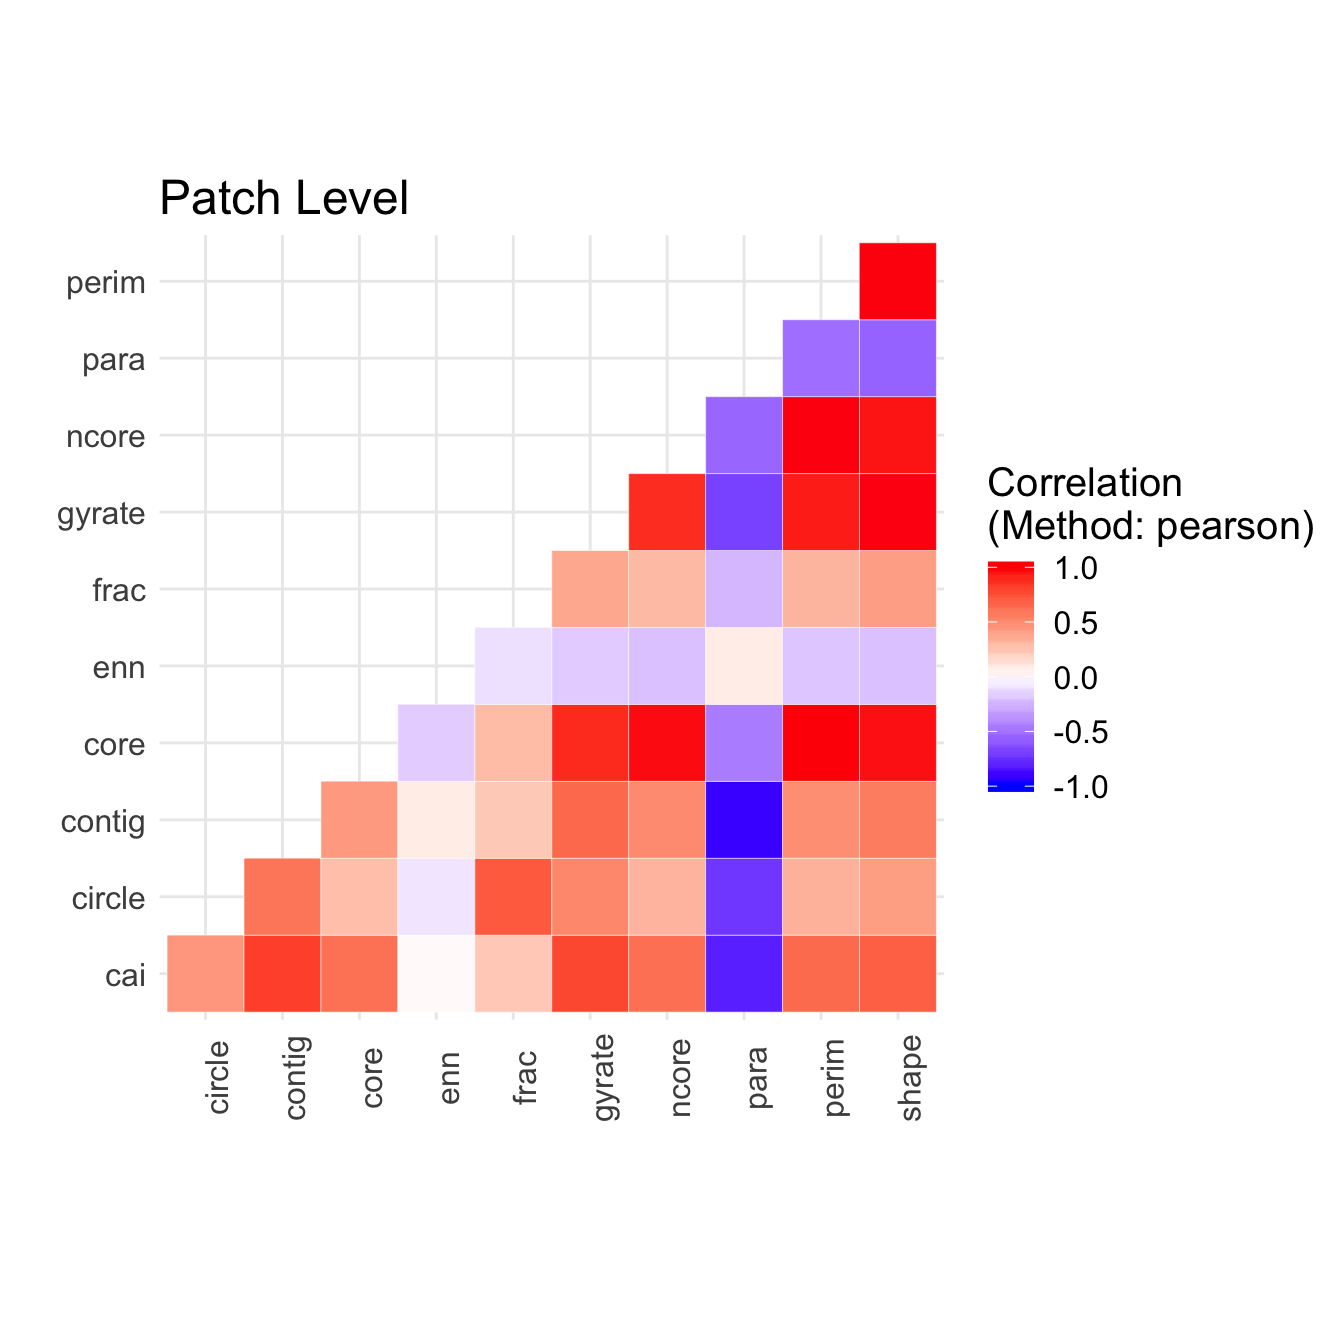 Patch Level
perim
para
ncore
gyrate
frac
enn
core
contig
circle
cai
circle
contig
core
enn
frac
gyrate
ncore
para
perim
shape
Correlation
(Method: pearson)
1.0
0.5
0.0
-0.5
-1.0